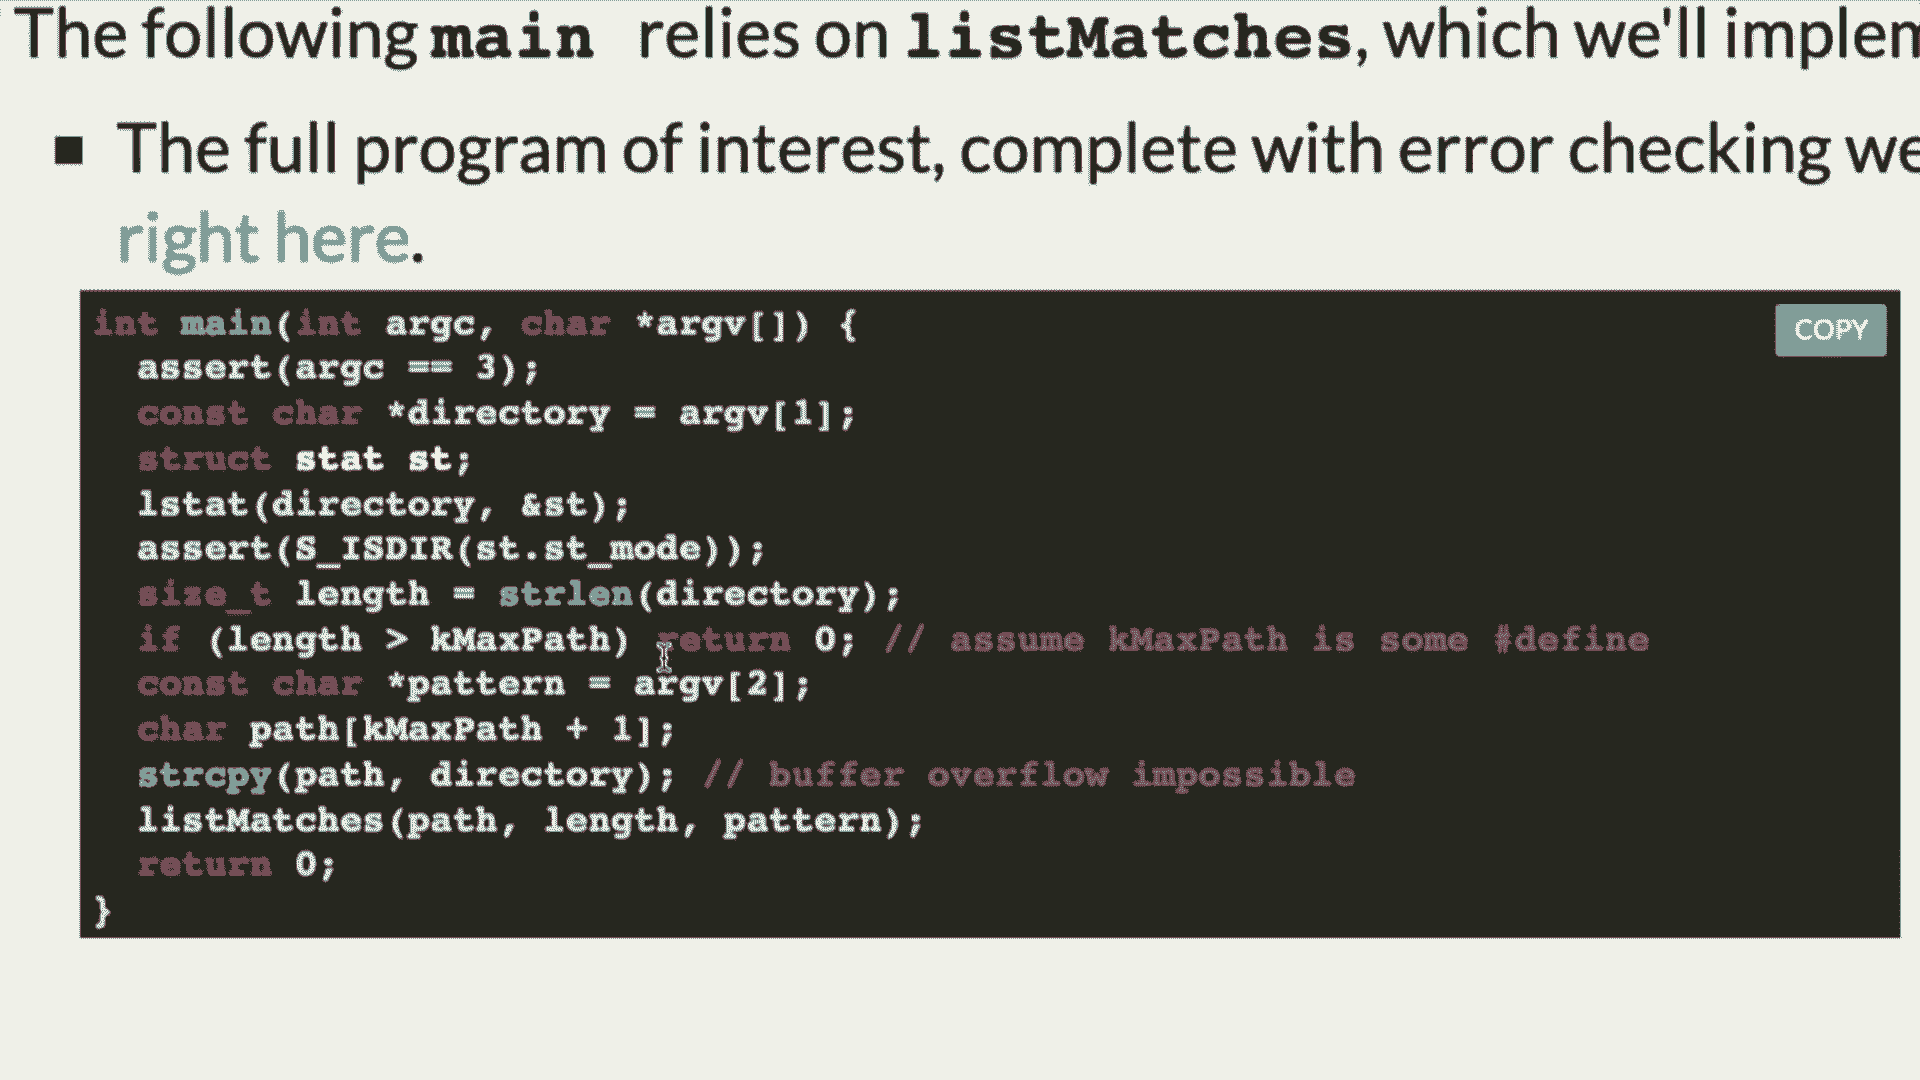 The following main relies on listMatches, which we'll implem
■ The full program of interest, complete with error checking we
right here.
COPY
int main(int argc, char *argv[]) {
  assert(argc == 3);
  const char *directory = argv[1];
  struct stat st;
  lstat(directory, &st);
  assert(S_ISDIR(st.st_mode));
  size_t length = strlen(directory);
  if (length > kMaxPath) return 0; // assume kMaxPath is some #define
  const char *pattern = argv[2];
  char path[kMaxPath + 1];
  strcpy(path, directory); // buffer overflow impossible
  listMatches(path, length, pattern);
  return 0;
}